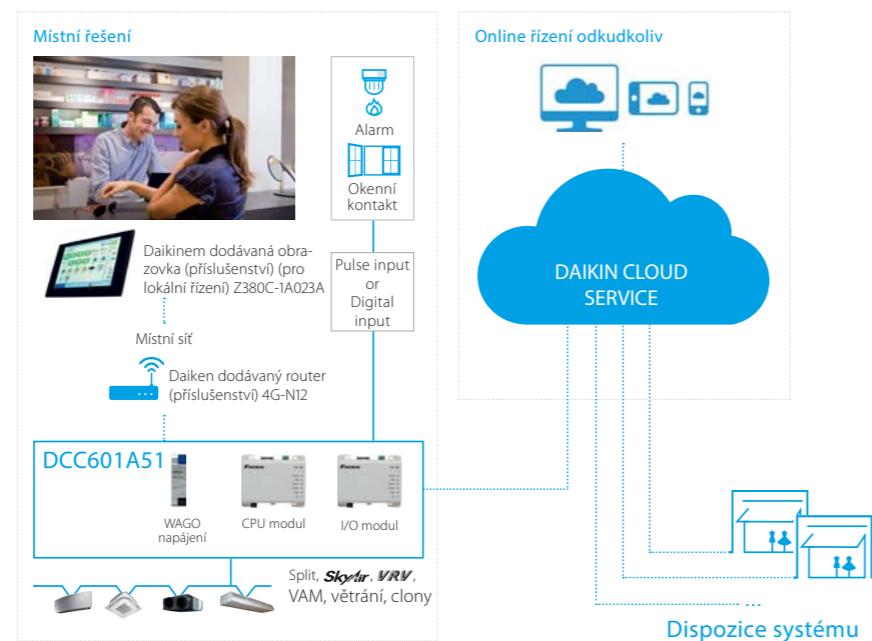 Místní řešení
Alarm
Okenní
kontakt
Daikinem dodávaná obra-
zovka (příslušenství) (pro
lokální řízení) Z380C-1A023A
Pulse input
or
Digital
input
Místní síť
Daiken dodávaný router
(příslušenství) 4G-N12
DCC601A51
WAGO
napájení
CPU modul
I/O modul
Split, SkyAir, VRV,
VAM, větrání, clony
Online řízení odkudkoliv
DAIKIN CLOUD
SERVICE
...
Dispozice systému